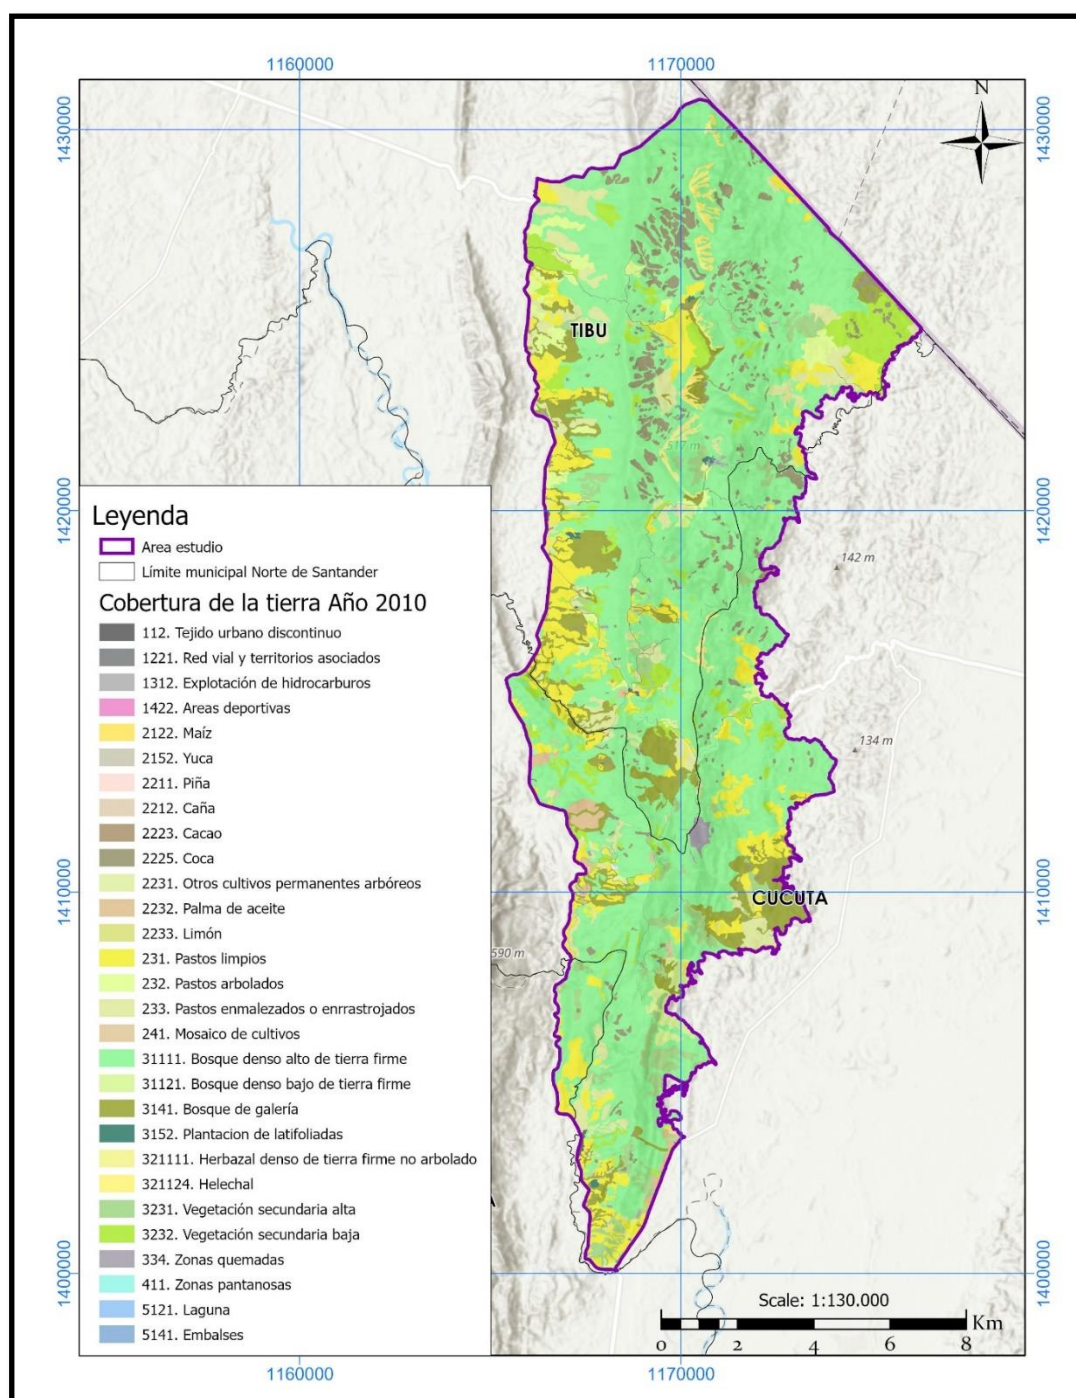 1160000
1170000
N
1430000
1430000
TIBU
517 m
1420000
1420000
142 m
134 m
Leyenda
Area estudio
Límite municipal Norte de Santander
Cobertura de la tierra Año 2010
112. Tejido urbano discontinuo
1221. Red vial y territorios asociados
1312. Explotación de hidrocarburos
1422. Areas deportivas
2122. Maíz
2152. Yuca
2211. Piña
2212. Caña
2223. Cacao
2225. Coca
2231. Otros cultivos permanentes arbóreos
2232. Palma de aceite
2233. Limón
231. Pastos limpios
232. Pastos arbolados
233. Pastos enmalezados o enrrastrojados
241. Mosaico de cultivos
31111. Bosque denso alto de tierra firme
31121. Bosque denso bajo de tierra firme
3141. Bosque de galería
3152. Plantacion de latifoliadas
321111. Herbazal denso de tierra firme no arbolado
321124. Helechal
3231. Vegetación secundaria alta
3232. Vegetación secundaria baja
334. Zonas quemadas
411. Zonas pantanosas
5121. Laguna
5141. Embalses
1410000
1410000
CUCUTA
590 m
1400000
1400000
Scale: 1:130.000
Km
0 2 4 6 8
1160000
1170000